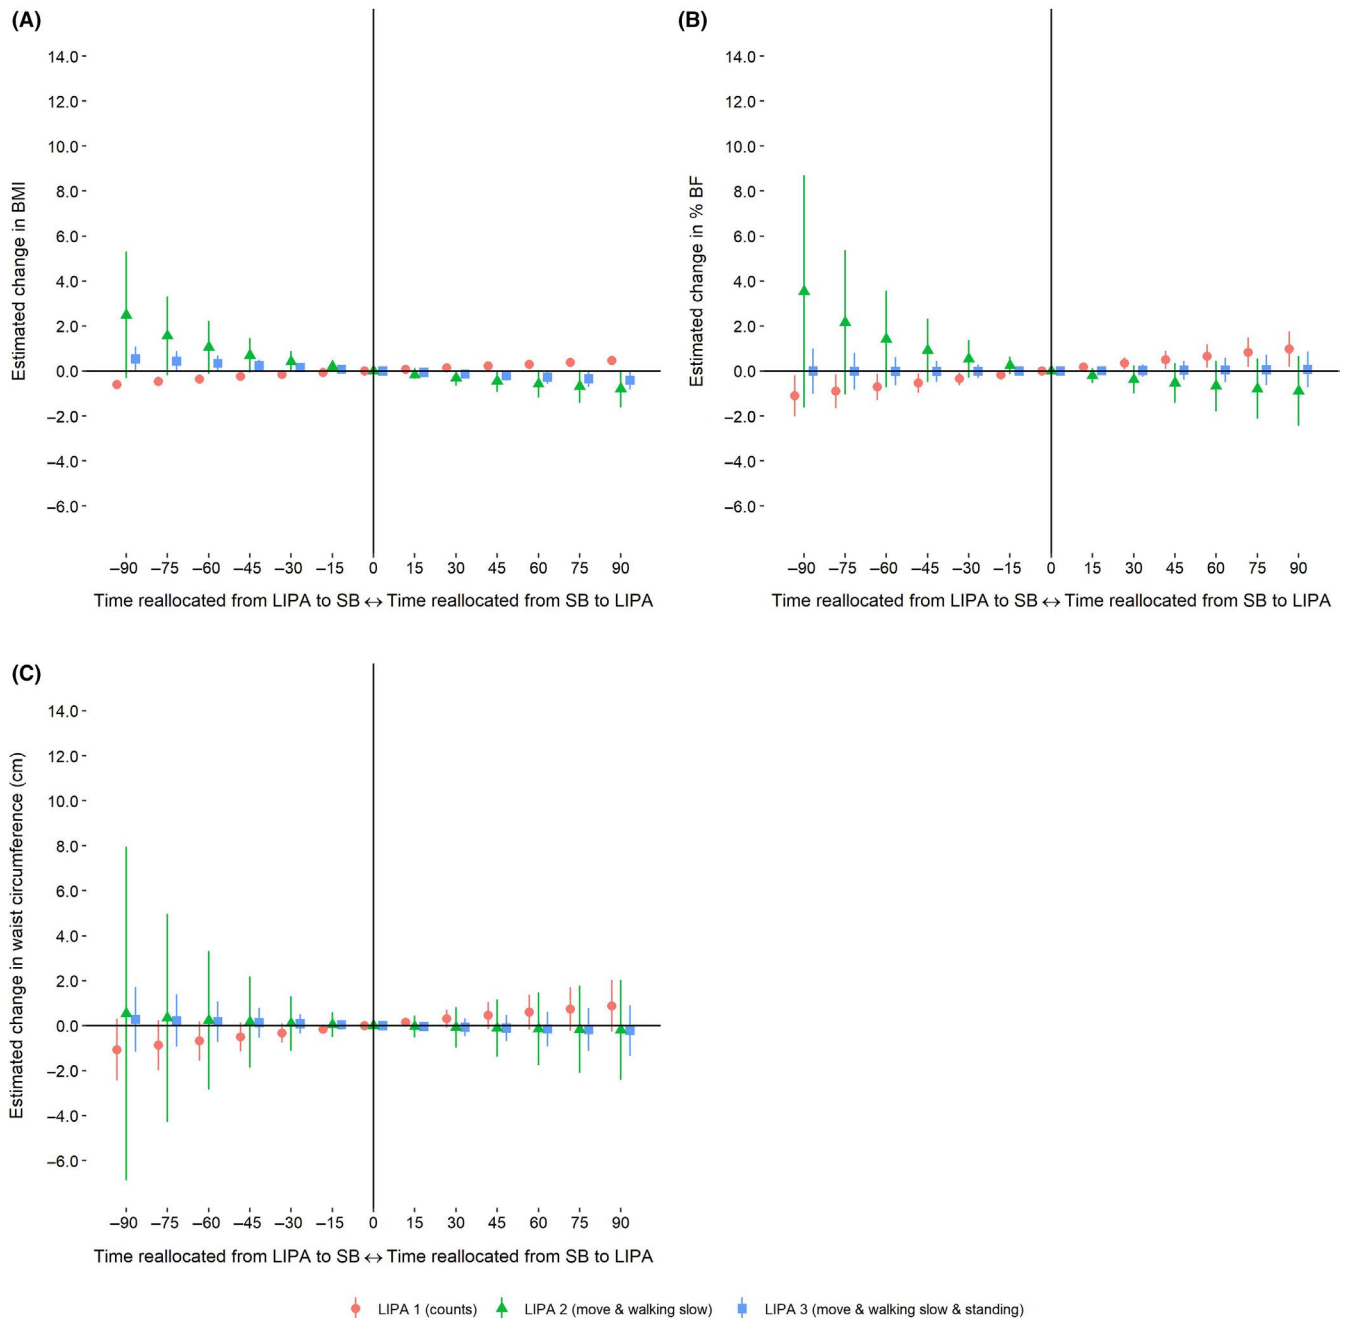 (A)
Estimated change in BMI
14.0
12.0
10.0
8.0
6.0
4.0
2.0
0.0
−2.0
−4.0
−6.0
−90 −75 −60 −45 −30 −15 0 15 30 45 60 75 90
Time reallocated from LIPA to SB ↔ Time reallocated from SB to LIPA
(B)
Estimated change in % BF
14.0
12.0
10.0
8.0
6.0
4.0
2.0
0.0
−2.0
−4.0
−6.0
−90 −75 −60 −45 −30 −15 0 15 30 45 60 75 90
Time reallocated from LIPA to SB ↔ Time reallocated from SB to LIPA
(C)
Estimated change in waist circumference (cm)
14.0
12.0
10.0
8.0
6.0
4.0
2.0
0.0
−2.0
−4.0
−6.0
−90 −75 −60 −45 −30 −15 0 15 30 45 60 75 90
Time reallocated from LIPA to SB ↔ Time reallocated from SB to LIPA
LIPA 1 (counts) LIPA 2 (move & walking slow) LIPA 3 (move & walking slow & standing)